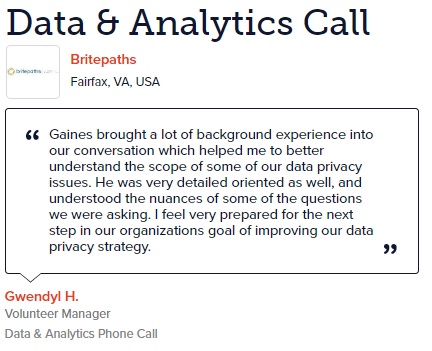 Data & Analytics Call
Britepaths
britepaths
Fairfax, VA, USA
“ Gaines brought a lot of background experience into
our conversation which helped me to better
understand the scope of some of our data privacy
issues. He was very detailed oriented as well, and
understood the nuances of some of the questions
we were asking. I feel very prepared for the next
step in our organizations goal of improving our data
privacy strategy. ”
Gwendyl H.
Volunteer Manager
Data & Analytics Phone Call